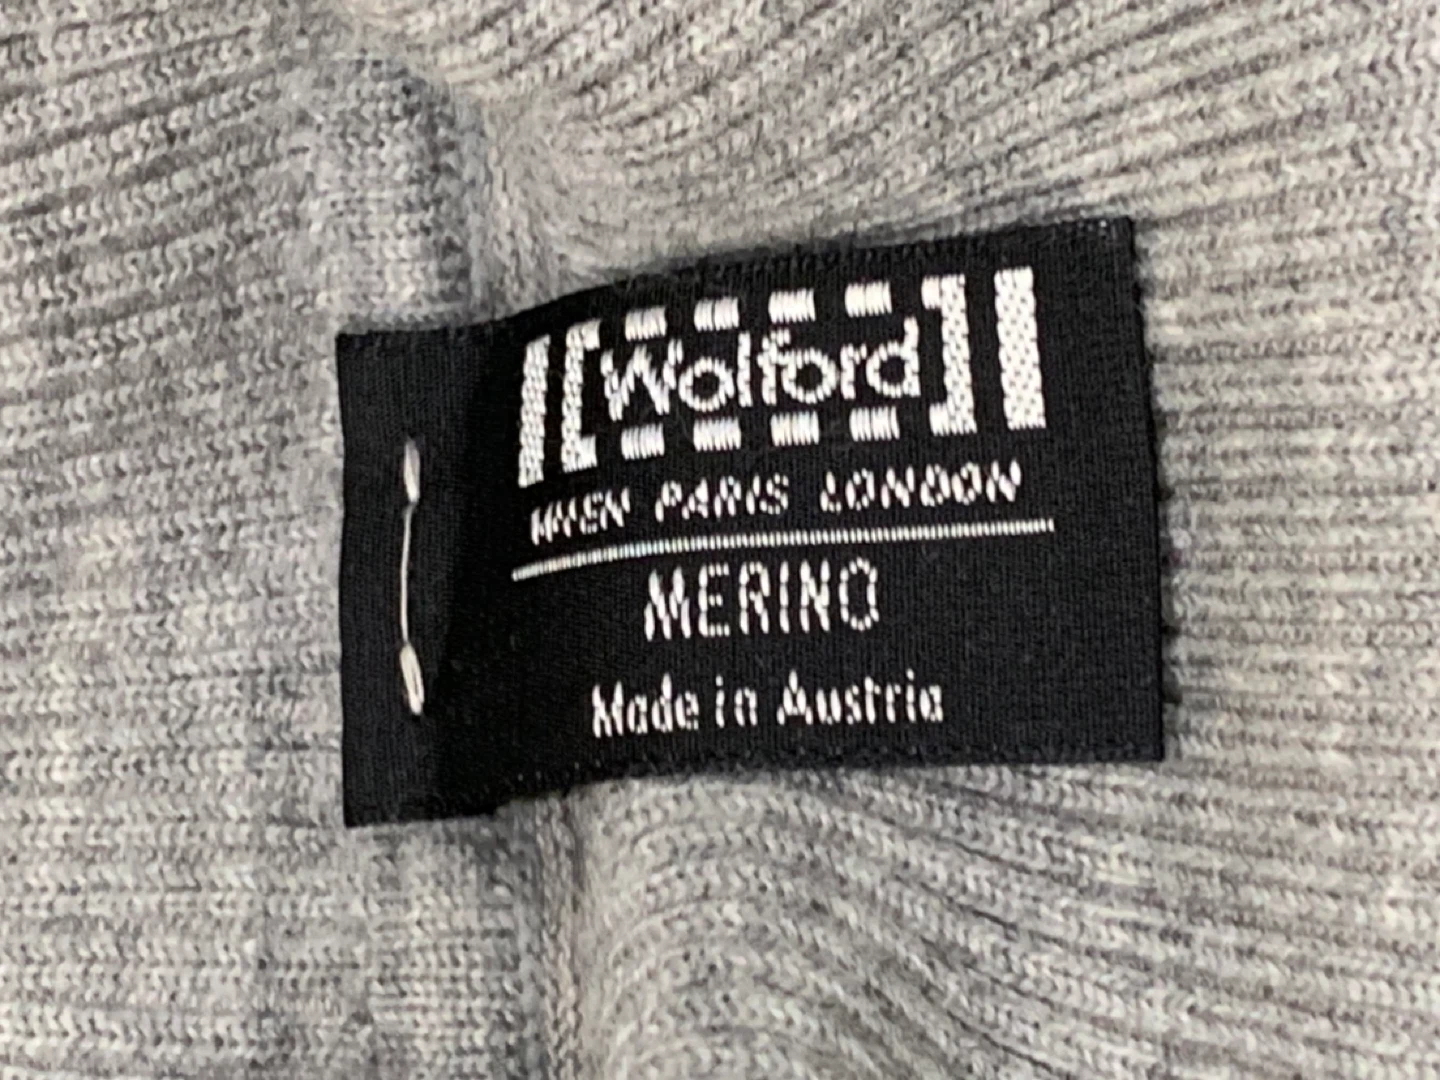 Wolford
WIEN PARIS LONDON
MERINO
Made in Austria